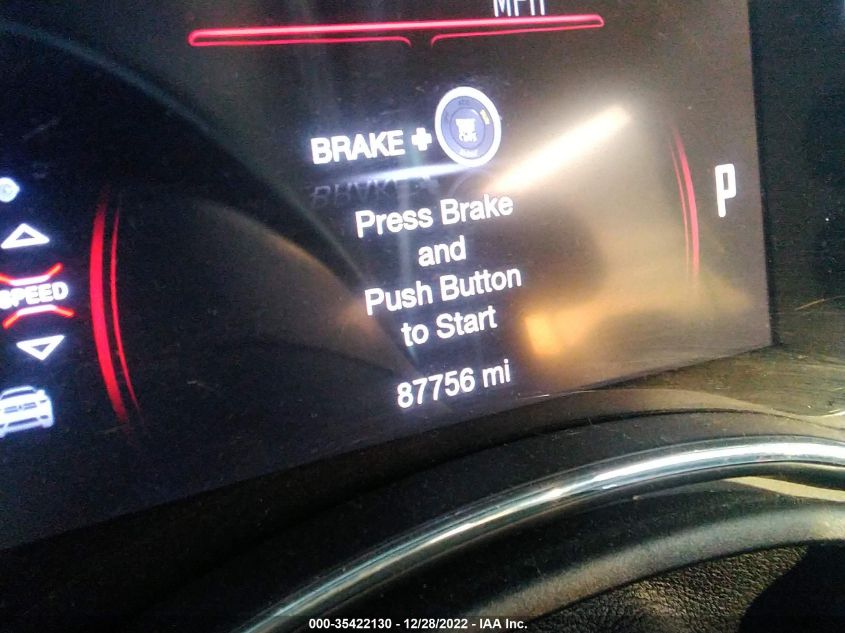 MPH
BRAKE +
Press Brake
and
Push Button
to Start
P
SPEED
87756 mi
000-35422130 - 12/28/2022 - IAA Inc.